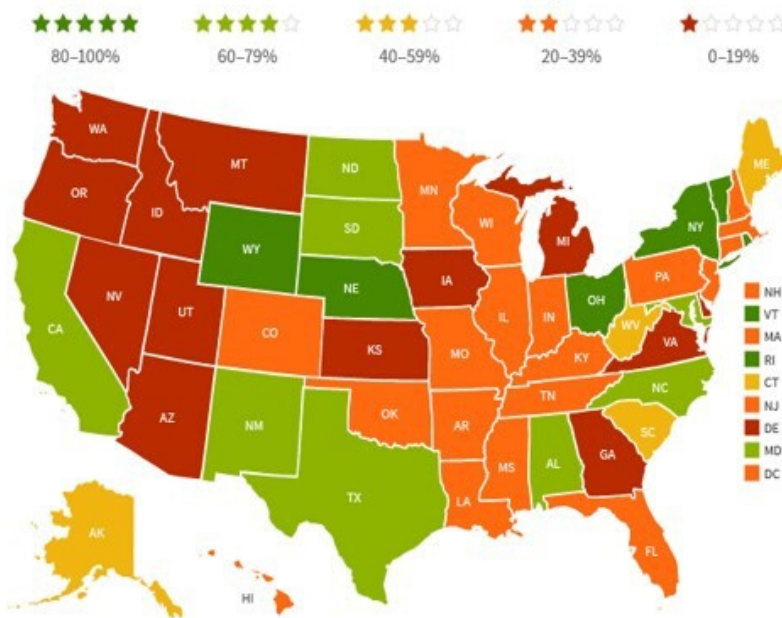 80–100% 60–79% 40–59% 20–39% 0–19%
WA
MT
ND
MN
ME
OR
ID
WY
SD
WI
MI
NY
NV
UT
CO
NE
IA
IL
IN
OH
PA
CA
KS
MO
KY
WV
VA
AZ
NM
OK
AR
TN
NC
TX
LA
MS
AL
GA
SC
FL
AK
HI
NH
VT
MA
RI
CT
NJ
DE
MD
DC